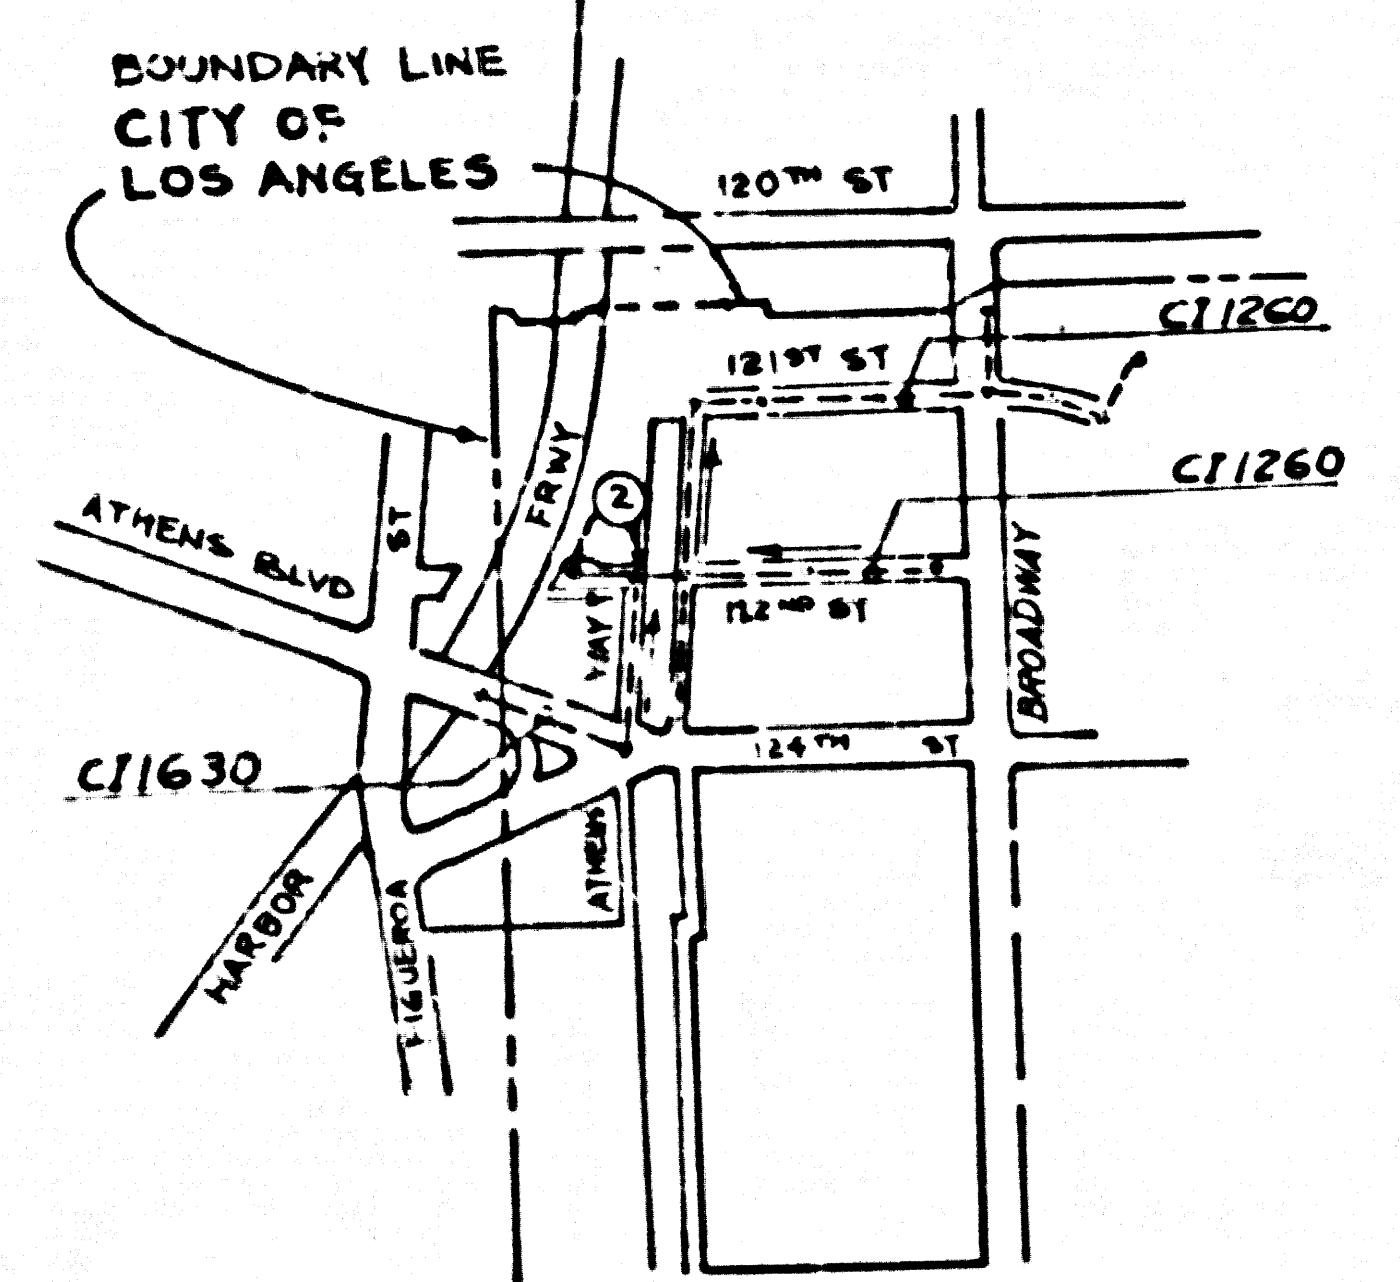 BOUNDARY LINE
CITY OF
LOS ANGELES
120TH ST
CI 1260
121ST ST
FRWY
2
CI 1260
ATHENS BLVD
ST
122ND ST
WAY
BROADWAY
124TH ST
CI 1630
ATHENS
HARBOR
FIGUEROA